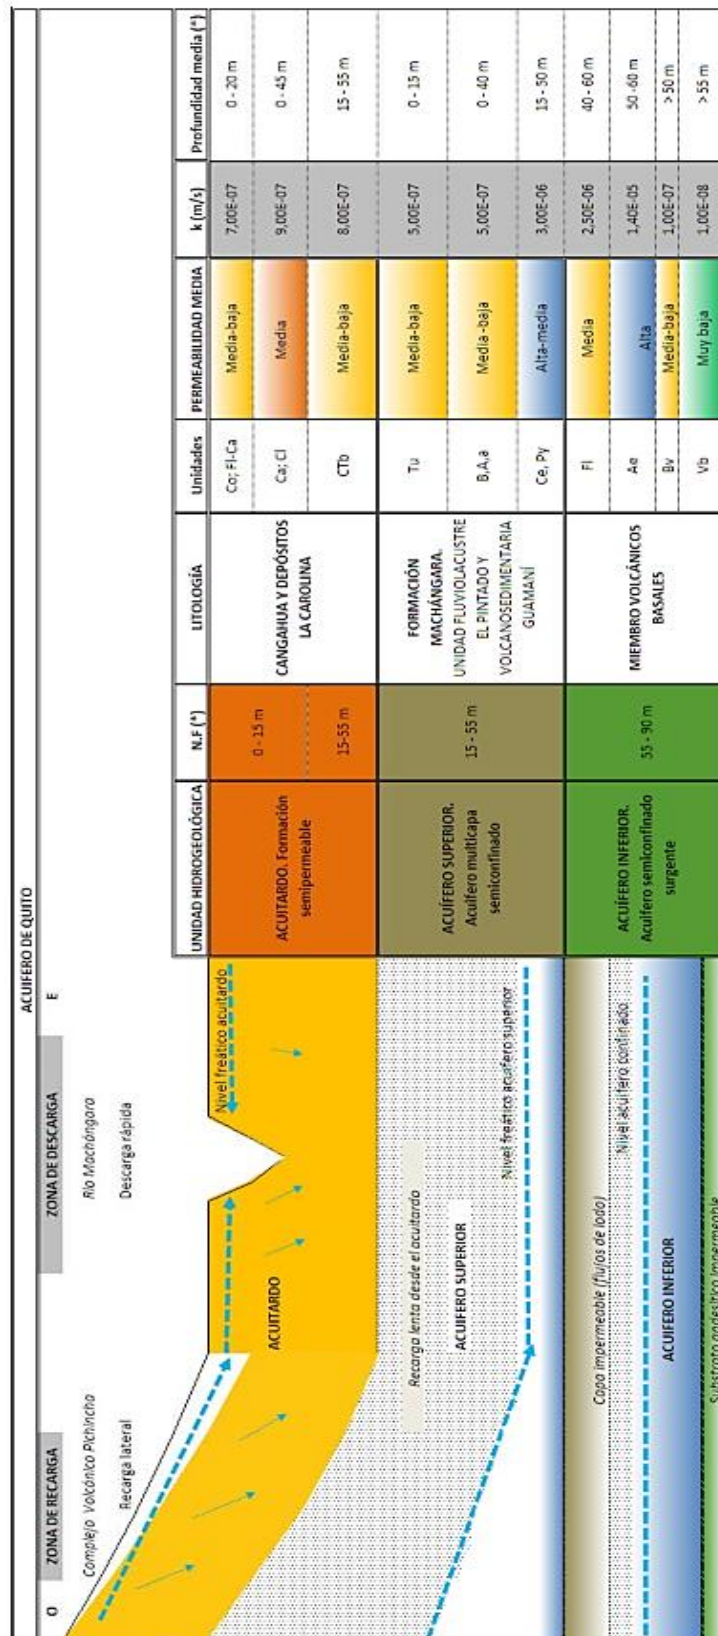 ACUIFERO DE QUITO
O
ZONA DE RECARGA
ZONA DE DESCARGA
E
Complejo Volcánico Pichincha
Río Machángara
Recarga lateral
Descarga rápida
Nivel freático acuitardo
ACUITARDO
Recarga lenta desde el acuitardo
ACUIFERO SUPERIOR
Nivel freático acuífero superior
Capa impermeable (flujos de lodo)
Nivel acuífero confinado
ACUIFERO INFERIOR
Substrato andesítico impermeable
UNIDAD HIDROGEOLÓGICA
N.F (*)
LITOLOGÍA
Unidades
PERMEABILIDAD MEDIA
k (m/s)
Profundidad media (*)
ACUITARDO. Formación
semipermeable
0 - 15 m
15-55 m
CANGAHUA Y DEPÓSITOS
LA CAROLINA
Co; Fl-Ca
Media-baja
7,00E-07
0 - 20 m
Ca; Cl
Media
9,00E-07
0 - 45 m
CTb
Media-baja
8,00E-07
15 - 55 m
ACUÍFERO SUPERIOR.
Acuífero multicapa
semiconfinado
15 - 55 m
FORMACIÓN
MACHÁNGARA.
UNIDAD FLUVIOLACUSTRE
EL PINTADO Y
VOLCANOSEDIMENTARIA
GUAMANÍ
Tu
Media-baja
5,00E-07
0 - 15 m
B,A,a
Media -baja
5,00E-07
0 - 40 m
Ce, Py
Alta-media
3,00E-06
15 - 50 m
ACUÍFERO INFERIOR.
Acuífero semiconfinado
surgente
55 - 90 m
MIEMBRO VOLCÁNICOS
BASALES
Fl
Media
2,50E-06
40 - 60 m
Ae
Alta
1,40E-05
50 -60 m
Bv
Media-baja
1,00E-07
> 50 m
Vb
Muy baja
1,00E-08
> 55 m